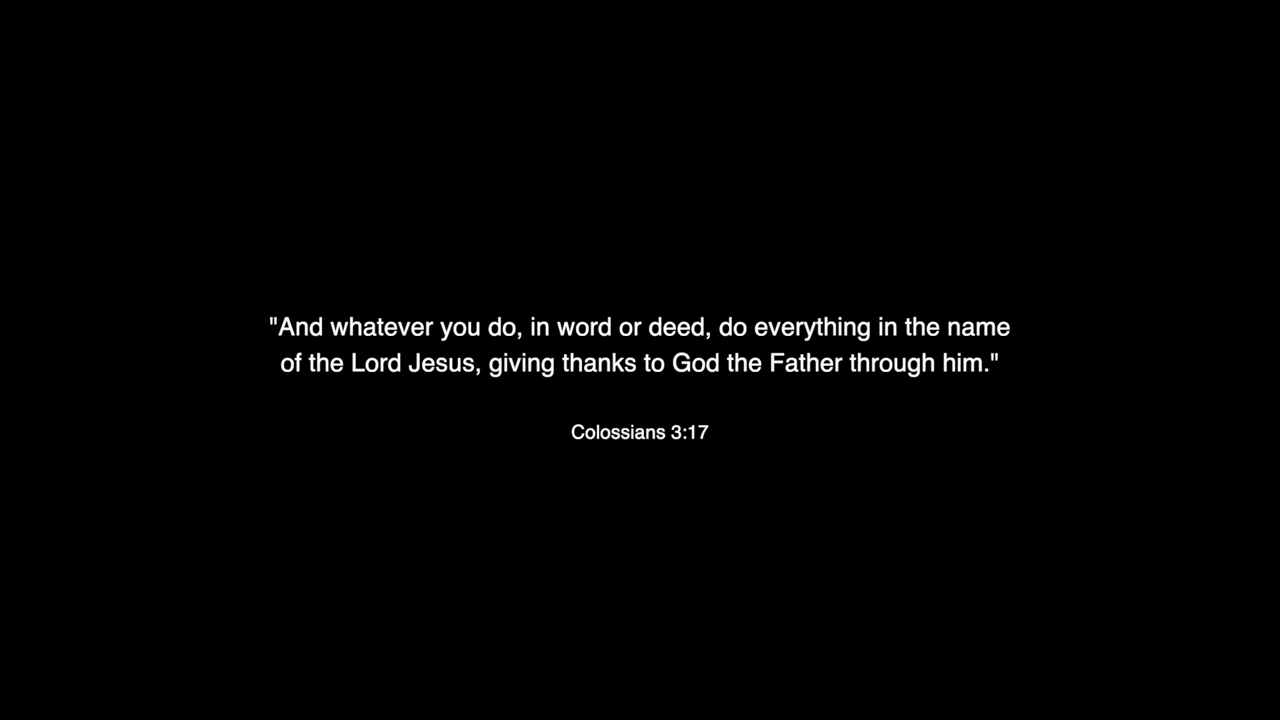 "And whatever you do, in word or deed, do everything in the name
of the Lord Jesus, giving thanks to God the Father through him."
Colossians 3:17